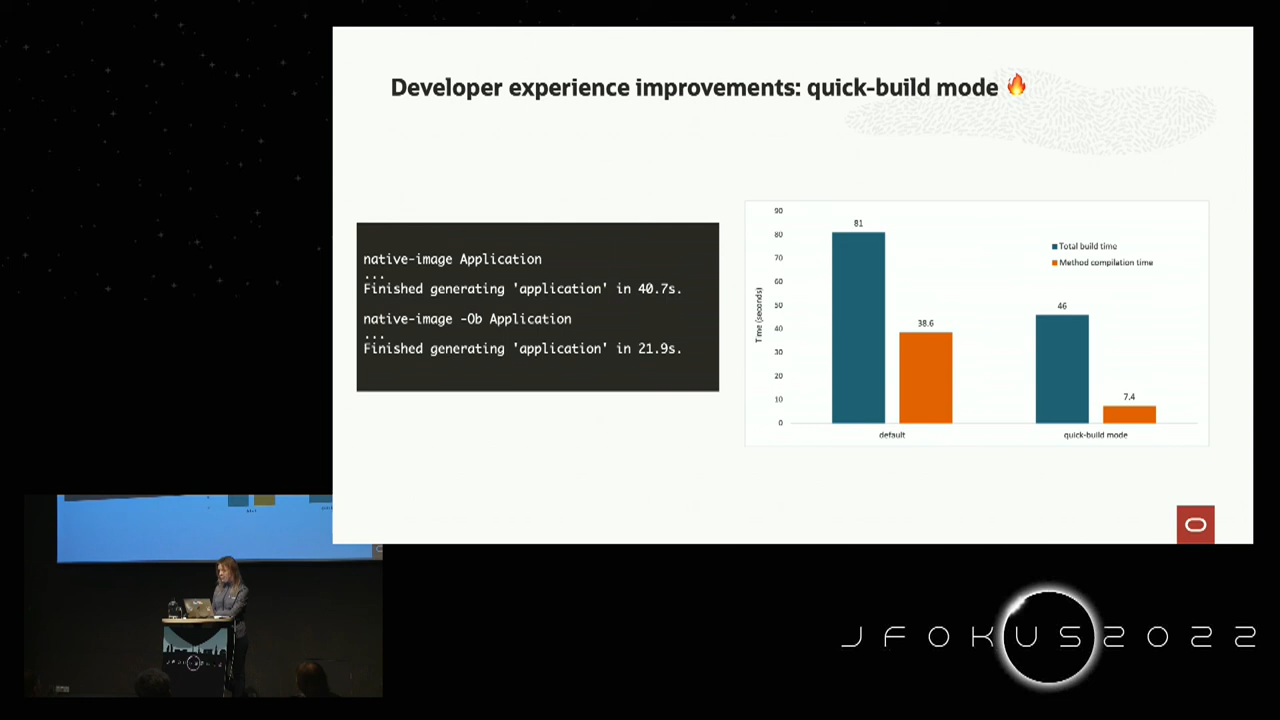 Developer experience improvements: quick-build mode 🔥
native-image Application
...
Finished generating 'application' in 40.7s.
native-image -Ob Application
...
Finished generating 'application' in 21.9s.
90
80
70
60
50
40
30
20
10
0
Time (seconds)
81
38.6
46
7.4
Total build time
Method compilation time
default
quick-build mode
JFOKUS2022
JFOKUS